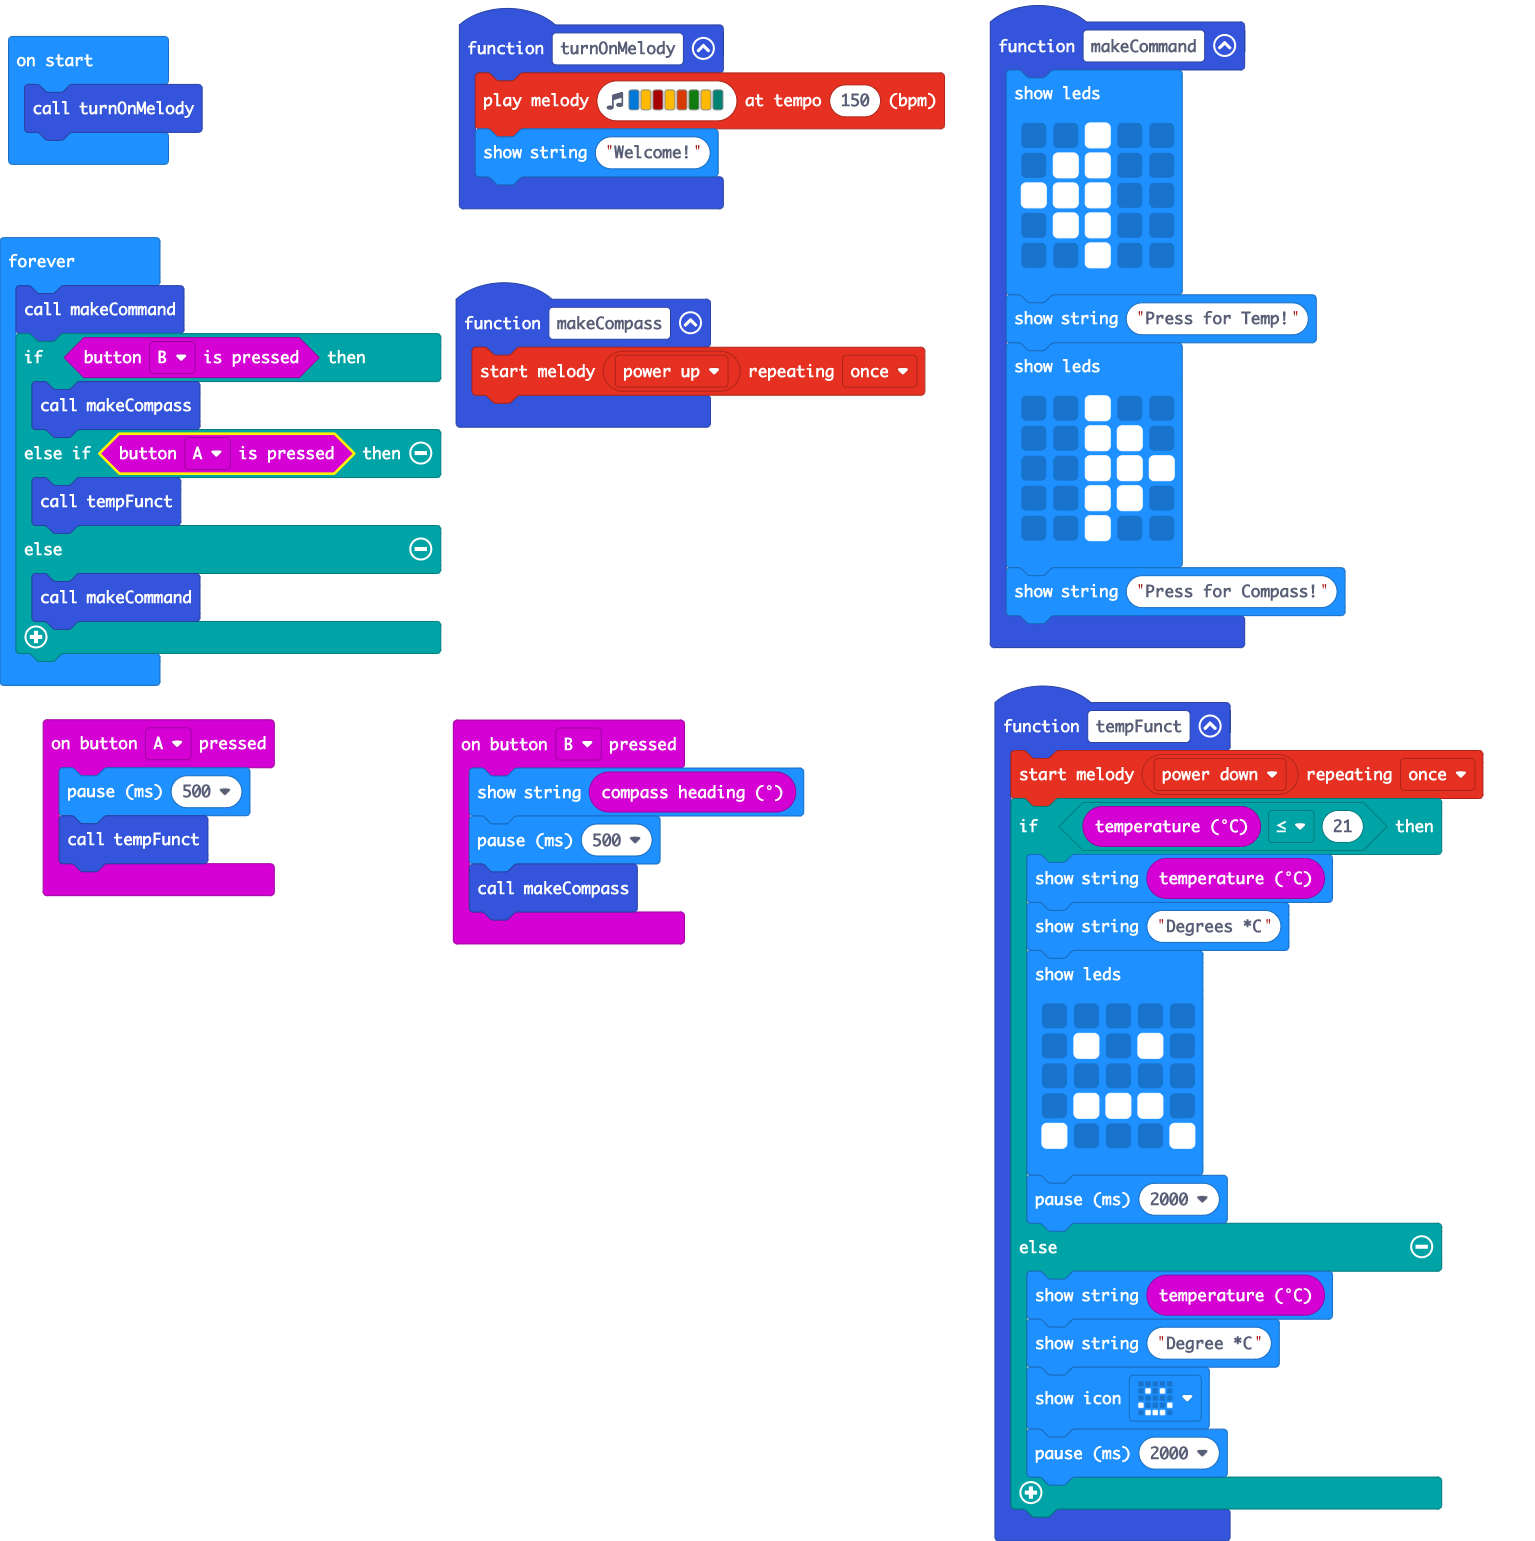 on start
call turnOnMelody
forever
call makeCommand
if button B is pressed then
call makeCompass
else if button A is pressed then
call tempFunct
else
call makeCommand
on button A pressed
pause (ms) 500
call tempFunct
function turnOnMelody
play melody at tempo 150 (bpm)
show string "Welcome!"
function makeCompass
start melody power up repeating once
on button B pressed
show string compass heading (°)
pause (ms) 500
call makeCompass
function makeCommand
show leds
show string "Press for Temp!"
show leds
show string "Press for Compass!"
function tempFunct
start melody power down repeating once
if temperature (°C) ≤ 21 then
show string temperature (°C)
show string "Degrees *C"
show leds
pause (ms) 2000
else
show string temperature (°C)
show string "Degree *C"
show icon
pause (ms) 2000